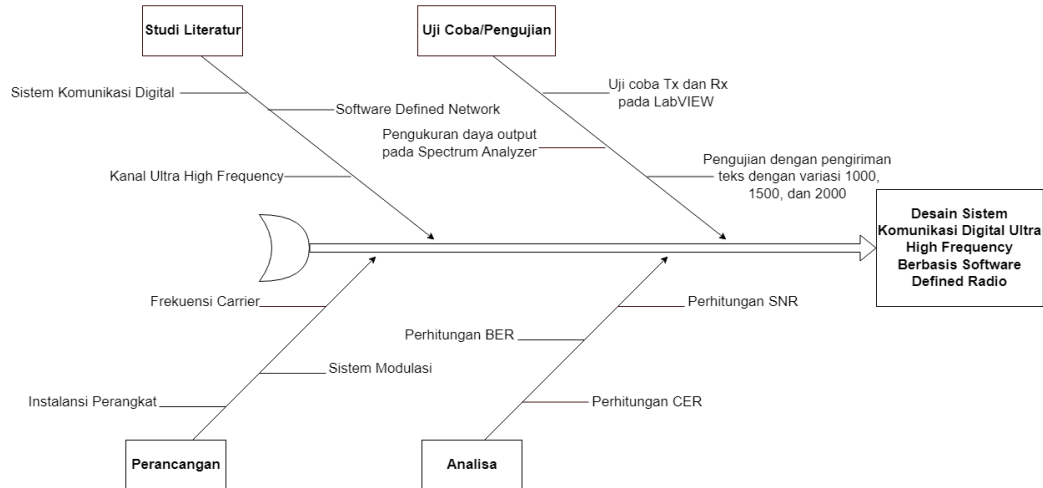 Studi Literatur
Uji Coba/Pengujian
Sistem Komunikasi Digital
Software Defined Network
Kanal Ultra High Frequency
Uji coba Tx dan Rx
pada LabVIEW
Pengukuran daya output
pada Spectrum Analyzer
Pengujian dengan pengiriman
teks dengan variasi 1000,
1500, dan 2000
Desain Sistem
Komunikasi Digital Ultra
High Frequency
Berbasis Software
Defined Radio
Frekuensi Carrier
Sistem Modulasi
Instalansi Perangkat
Perhitungan SNR
Perhitungan BER
Perhitungan CER
Perancangan
Analisa